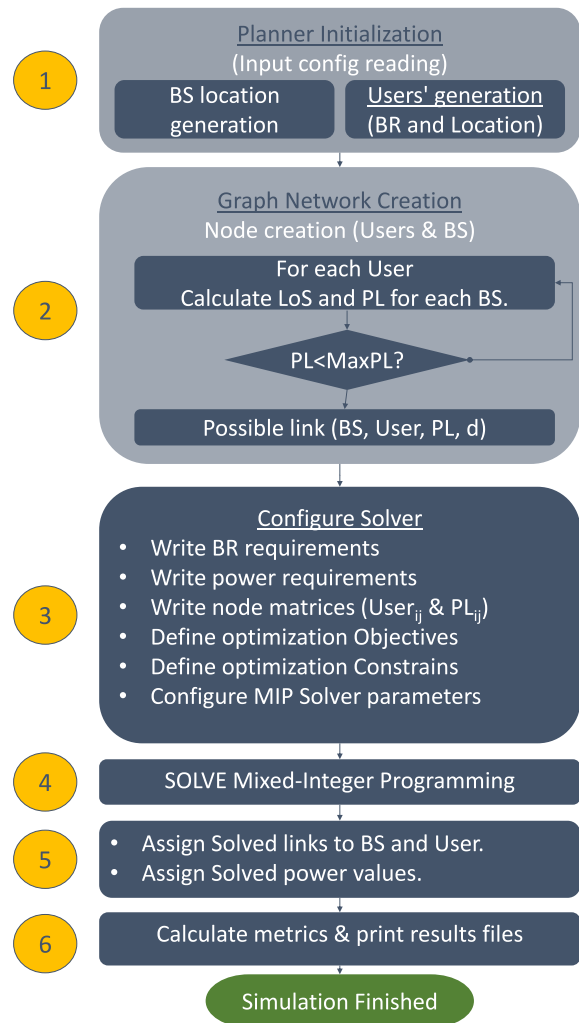 1
Planner Initialization
(Input config reading)
BS location
generation
Users' generation
(BR and Location)
2
Graph Network Creation
Node creation (Users & BS)
For each User
Calculate LoS and PL for each BS.
PL<MaxPL?
Possible link (BS, User, PL, d)
3
Configure Solver
• Write BR requirements
• Write power requirements
• Write node matrices (User_ij & PL_ij)
• Define optimization Objectives
• Define optimization Constrains
• Configure MIP Solver parameters
4
SOLVE Mixed-Integer Programming
5
• Assign Solved links to BS and User.
• Assign Solved power values.
6
Calculate metrics & print results files
Simulation Finished